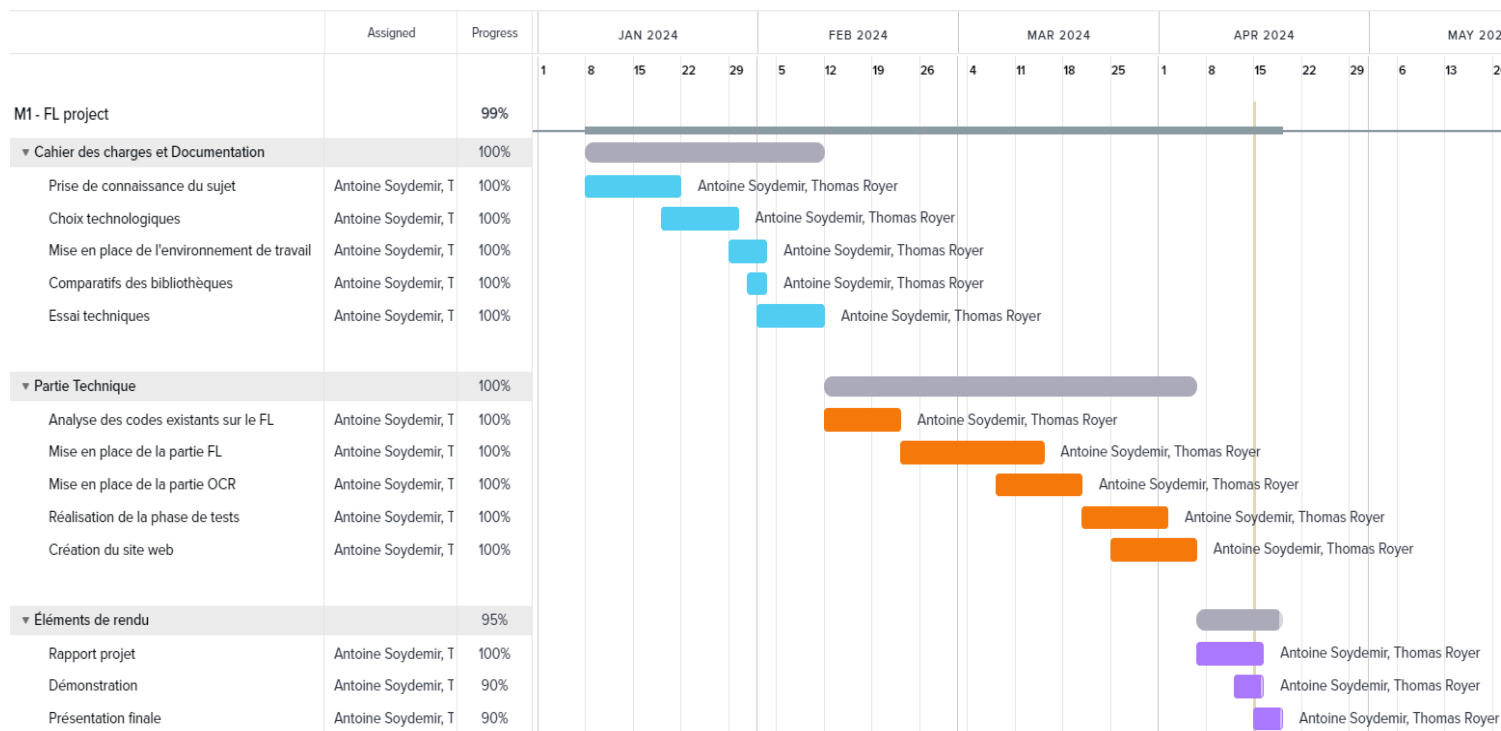 Assigned Progress JAN 2024 FEB 2024 MAR 2024 APR 2024 MAY 202
1 8 15 22 29 5 12 19 26 4 11 18 25 1 8 15 22 29 6 13 20
M1 - FL project 99%
▼ Cahier des charges et Documentation 100%
Prise de connaissance du sujet Antoine Soydemir, T 100% Antoine Soydemir, Thomas Royer
Choix technologiques Antoine Soydemir, T 100% Antoine Soydemir, Thomas Royer
Mise en place de l'environnement de travail Antoine Soydemir, T 100% Antoine Soydemir, Thomas Royer
Comparatifs des bibliothèques Antoine Soydemir, T 100% Antoine Soydemir, Thomas Royer
Essai techniques Antoine Soydemir, T 100% Antoine Soydemir, Thomas Royer
▼ Partie Technique 100%
Analyse des codes existants sur le FL Antoine Soydemir, T 100% Antoine Soydemir, Thomas Royer
Mise en place de la partie FL Antoine Soydemir, T 100% Antoine Soydemir, Thomas Royer
Mise en place de la partie OCR Antoine Soydemir, T 100% Antoine Soydemir, Thomas Royer
Réalisation de la phase de tests Antoine Soydemir, T 100% Antoine Soydemir, Thomas Royer
Création du site web Antoine Soydemir, T 100% Antoine Soydemir, Thomas Royer
▼ Éléments de rendu 95%
Rapport projet Antoine Soydemir, T 100% Antoine Soydemir, Thomas Royer
Démonstration Antoine Soydemir, T 90% Antoine Soydemir, Thomas Royer
Présentation finale Antoine Soydemir, T 90% Antoine Soydemir, Thomas Royer